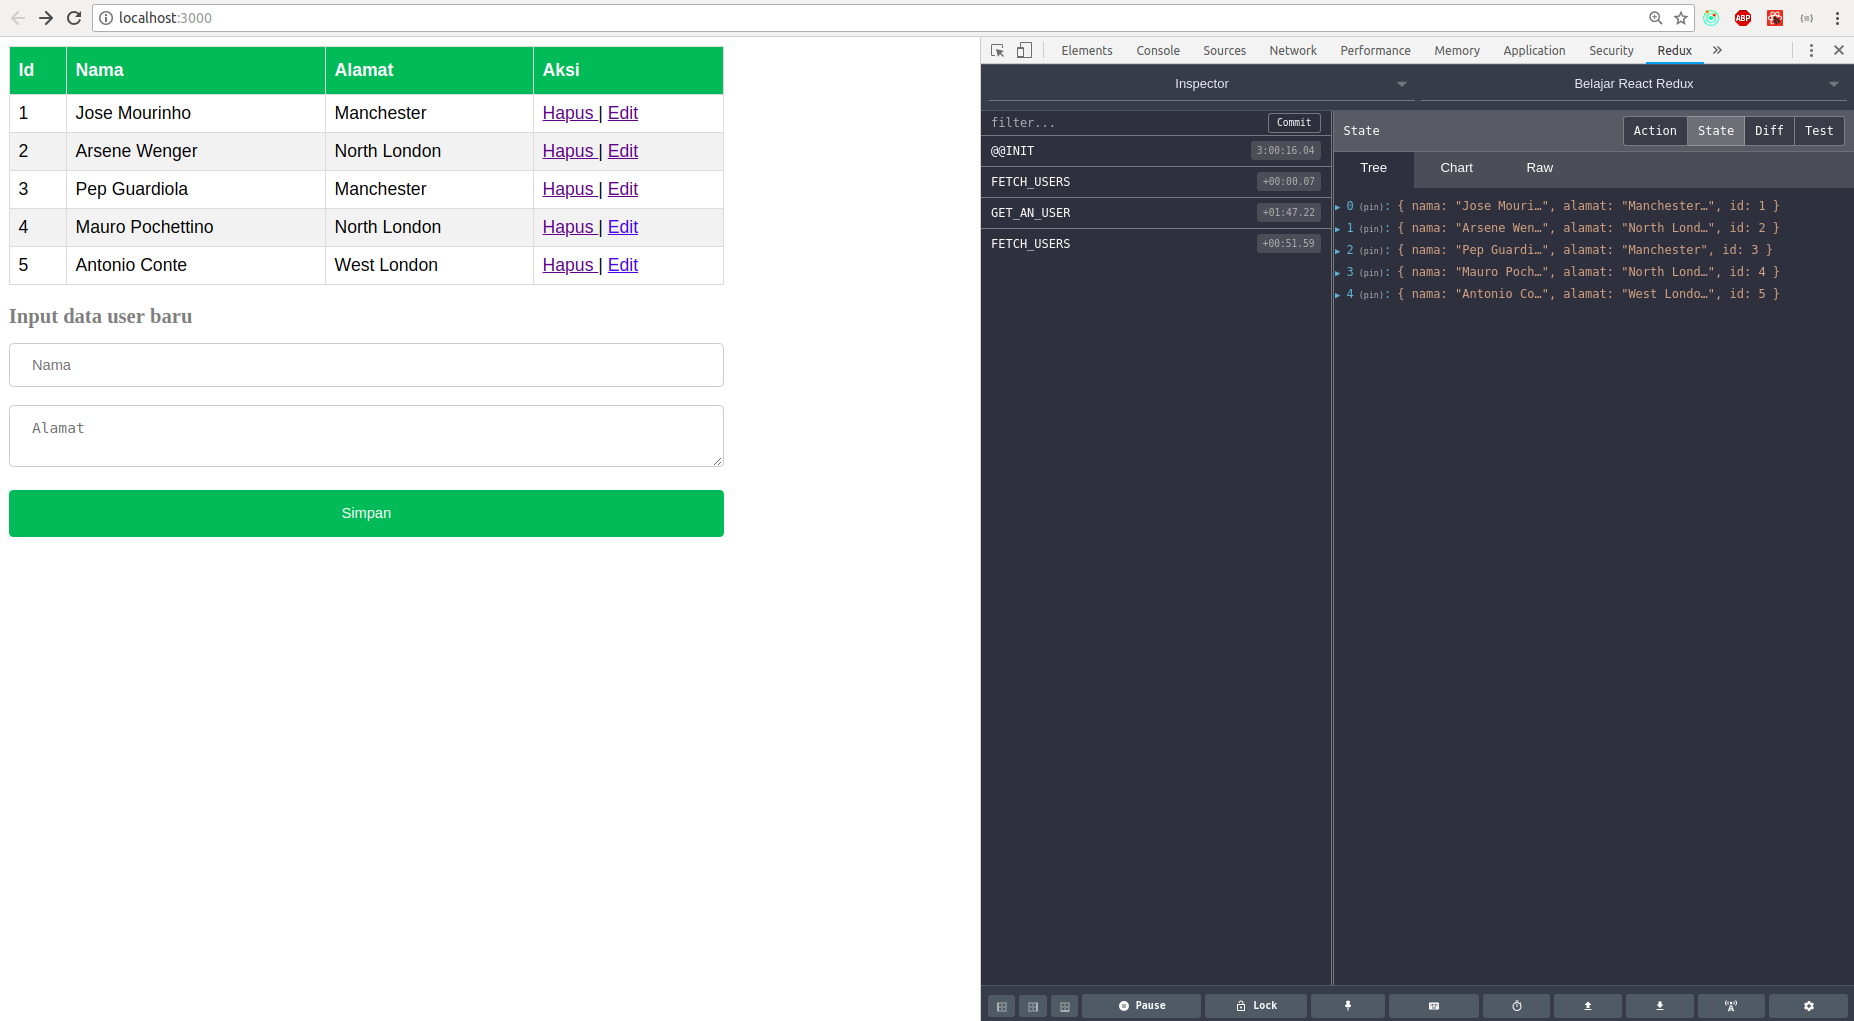 localhost:3000
ABP
Id Nama Alamat Aksi
1 Jose Mourinho Manchester Hapus | Edit
2 Arsene Wenger North London Hapus | Edit
3 Pep Guardiola Manchester Hapus | Edit
4 Mauro Pochettino North London Hapus | Edit
5 Antonio Conte West London Hapus | Edit
Input data user baru
Nama
Alamat
Simpan
Elements Console Sources Network Performance Memory Application Security Redux »
Inspector Belajar React Redux
filter... Commit
@@INIT 3:00:16.04
FETCH_USERS +00:00.07
GET_AN_USER +01:47.22
FETCH_USERS +00:51.59
State Action State Diff Test
Tree Chart Raw
0 (pin): { nama: "Jose Mouri…", alamat: "Manchester…", id: 1 }
1 (pin): { nama: "Arsene Wen…", alamat: "North Lond…", id: 2 }
2 (pin): { nama: "Pep Guardi…", alamat: "Manchester", id: 3 }
3 (pin): { nama: "Mauro Poch…", alamat: "North Lond…", id: 4 }
4 (pin): { nama: "Antonio Co…", alamat: "West Londo…", id: 5 }
Pause Lock